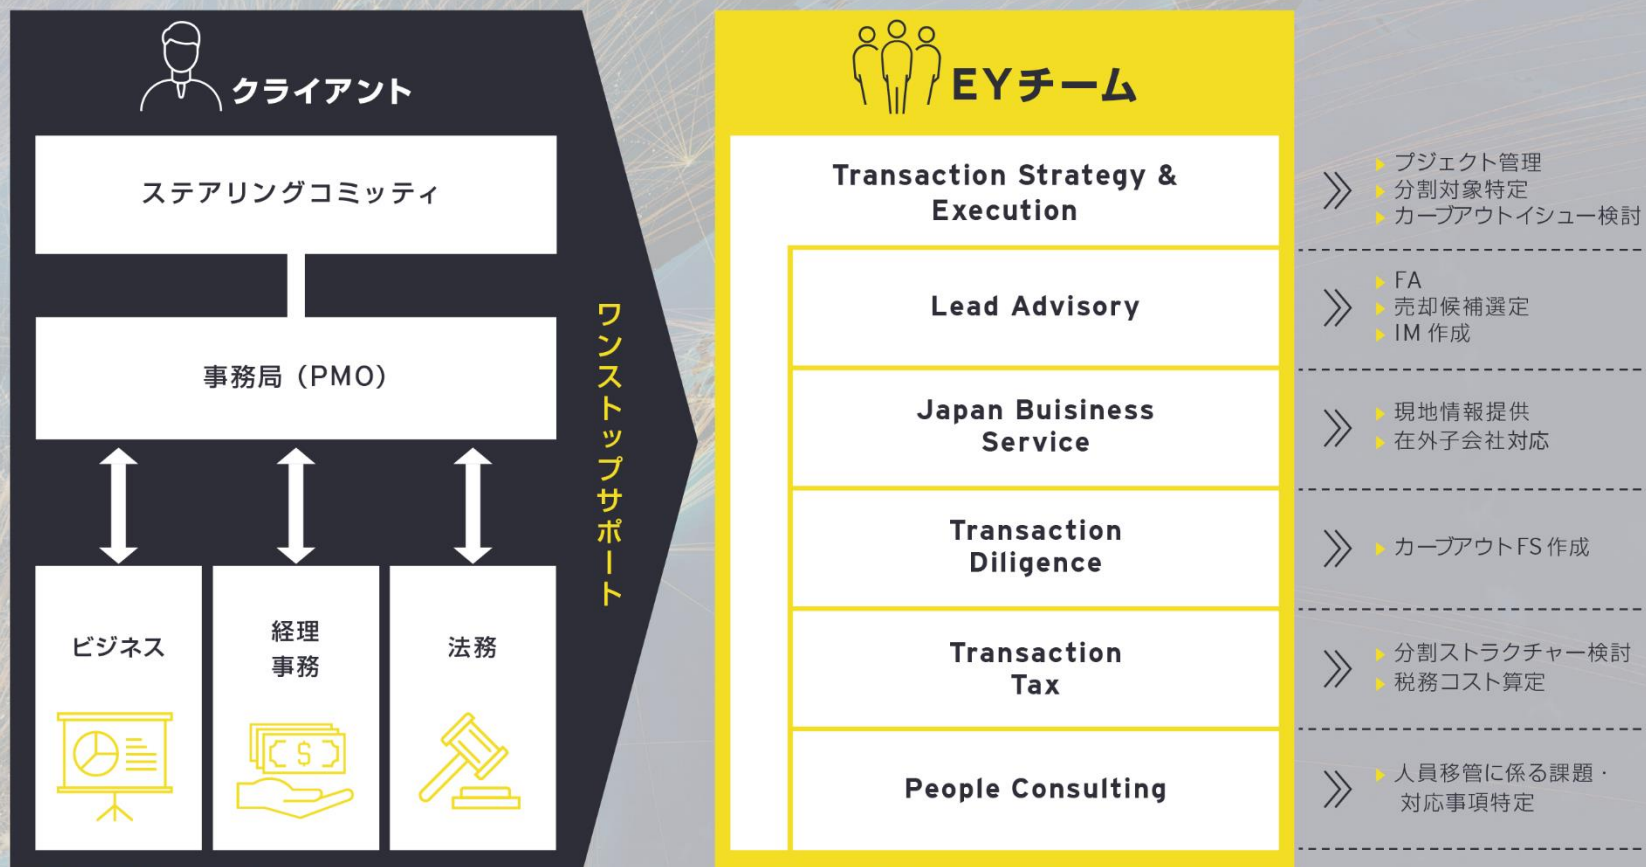 クライアント
ステアリングコミッティ
事務局（PMO）
ビジネス
経理
事務
法務
ワンストップサポート
EYチーム
Transaction Strategy &
Execution
プジェクト管理
分割対象特定
カーブアウトイシュー検討
Lead Advisory
FA
売却候補選定
IM 作成
Japan Buisiness
Service
現地情報提供
在外子会社対応
Transaction
Diligence
カーブアウト FS 作成
Transaction
Tax
分割ストラクチャー検討
税務コスト算定
People Consulting
人員移管に係る課題・
対応事項特定